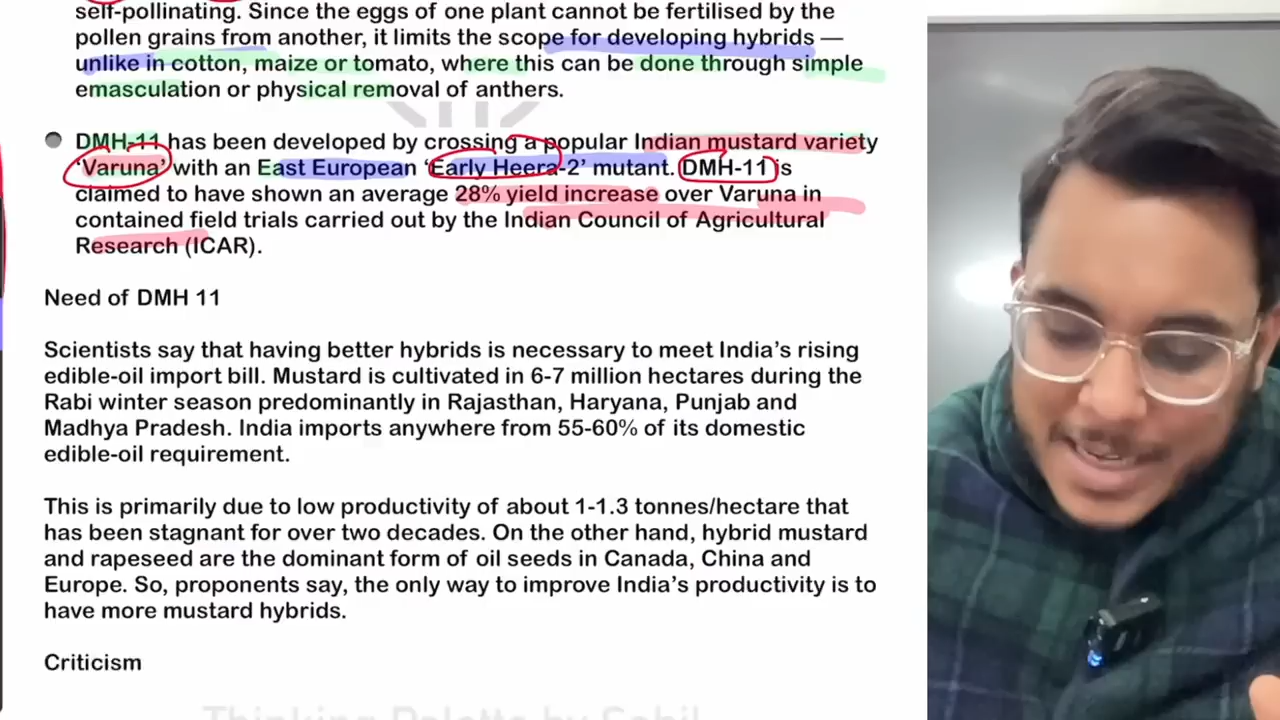 self-pollinating. Since the eggs of one plant cannot be fertilised by the
pollen grains from another, it limits the scope for developing hybrids —
unlike in cotton, maize or tomato, where this can be done through simple
emasculation or physical removal of anthers.
DMH-11 has been developed by crossing a popular Indian mustard variety
‘Varuna’ with an East European ‘Early Heera-2’ mutant. DMH-11 is
claimed to have shown an average 28% yield increase over Varuna in
contained field trials carried out by the Indian Council of Agricultural
Research (ICAR).
Need of DMH 11
Scientists say that having better hybrids is necessary to meet India’s rising
edible-oil import bill. Mustard is cultivated in 6-7 million hectares during the
Rabi winter season predominantly in Rajasthan, Haryana, Punjab and
Madhya Pradesh. India imports anywhere from 55-60% of its domestic
edible-oil requirement.
This is primarily due to low productivity of about 1-1.3 tonnes/hectare that
has been stagnant for over two decades. On the other hand, hybrid mustard
and rapeseed are the dominant form of oil seeds in Canada, China and
Europe. So, proponents say, the only way to improve India’s productivity is to
have more mustard hybrids.
Criticism
Thinking Palette by Sahil